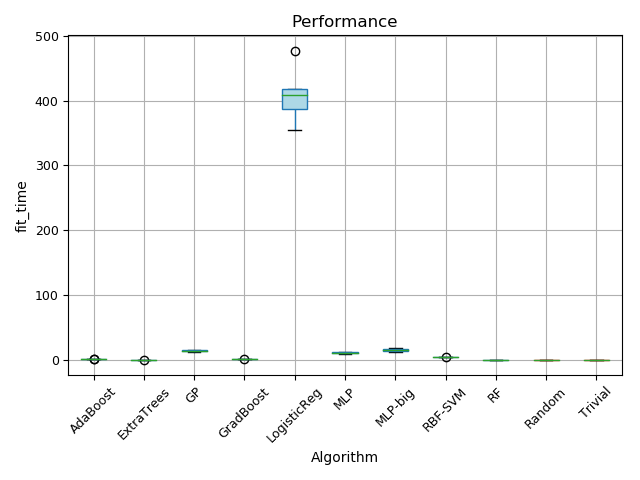 Performance
500
400
300
200
100
0
fit_time
AdaBoost
ExtraTrees
GP
GradBoost
LogisticReg
MLP
MLP-big
RBF-SVM
RF
Random
Trivial
Algorithm